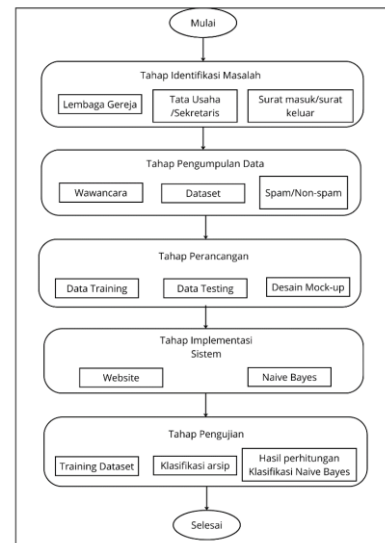 Mulai
Tahap Identifikasi Masalah
Lembaga Gereja
Tata Usaha
/Sekretaris
Surat masuk/surat
keluar
Tahap Pengumpulan Data
Wawancara
Dataset
Spam/Non-spam
Tahap Perancangan
Data Training
Data Testing
Desain Mock-up
Tahap Implementasi
Sistem
Website
Naive Bayes
Tahap Pengujian
Training Dataset
Klasifikasi arsip
Hasil perhitungan
Klasifikasi Naive Bayes
Selesai